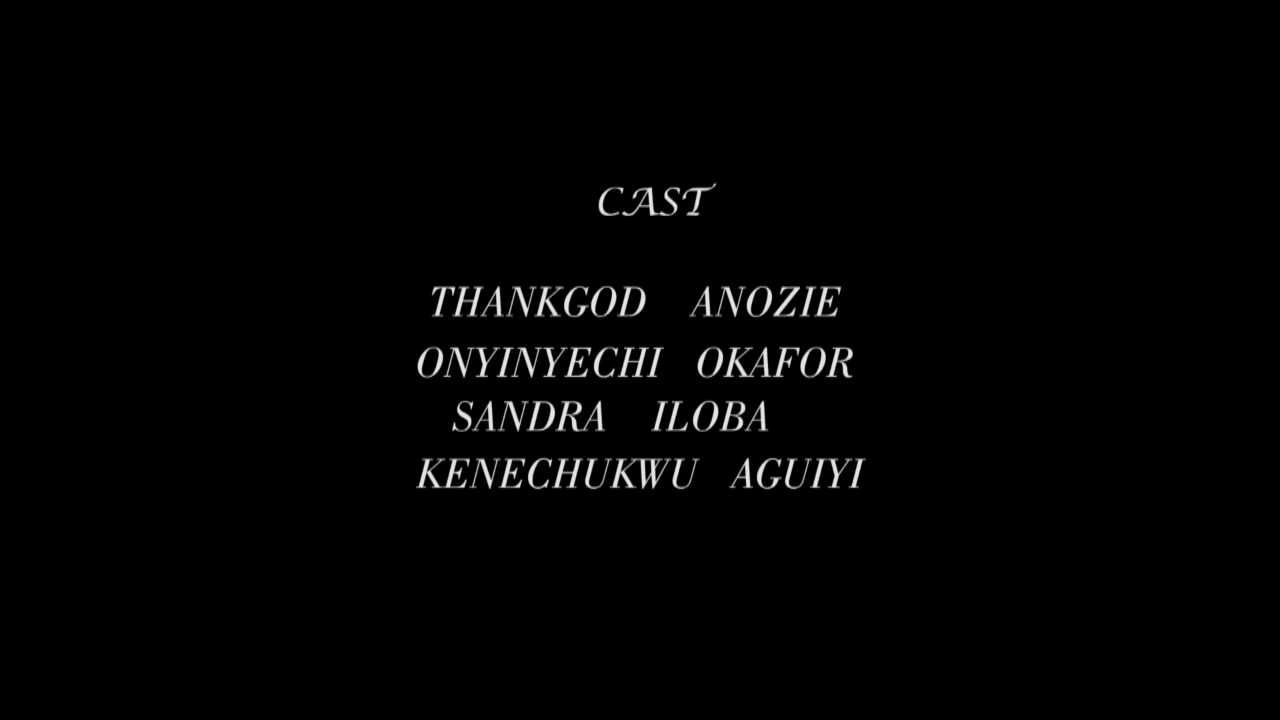 CAST
THANKGOD ANOZIE
ONYINYECHI OKAFOR
SANDRA ILOBA
KENECHUKWU AGUIYI